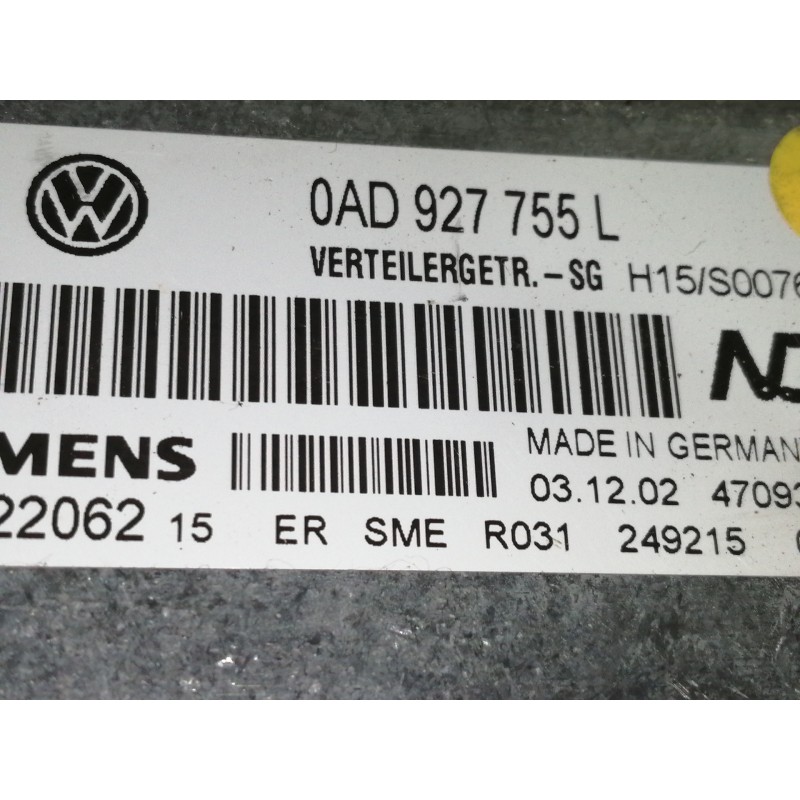 0AD 927 755 L
VERTEILERGETR.-SG H15/S0076
MADE IN GERMAN
MENS
03.12.02 47093
22062 15 ER SME R031 249215